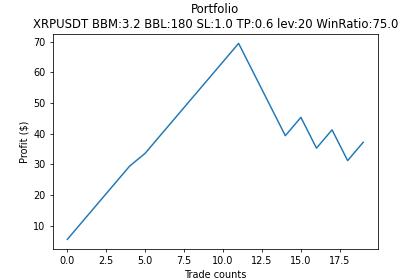 Portfolio
XRPUSDT BBM:3.2 BBL:180 SL:1.0 TP:0.6 lev:20 WinRatio:75.0
70
60
50
40
30
20
10
Profit ($)
0.0 2.5 5.0 7.5 10.0 12.5 15.0 17.5
Trade counts